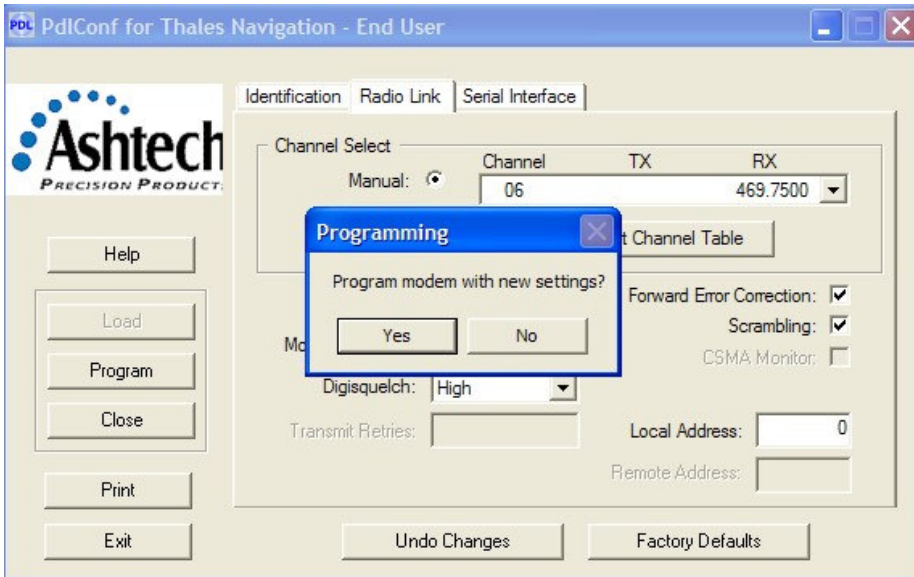 PDL PdlConf for Thales Navigation - End User
Identification Radio Link Serial Interface
Ashtech
PRECISION PRODUCT
Channel Select
Channel TX RX
Manual:
06 469.7500
Programming
t Channel Table
Program modem with new settings?
Yes No
Help
Load
Program
Close
Print
Exit
Forward Error Correction:
Scrambling:
CSMA Monitor:
Mo
Digisquelch: High
Transmit Retries:
Local Address: 0
Remote Address:
Undo Changes Factory Defaults